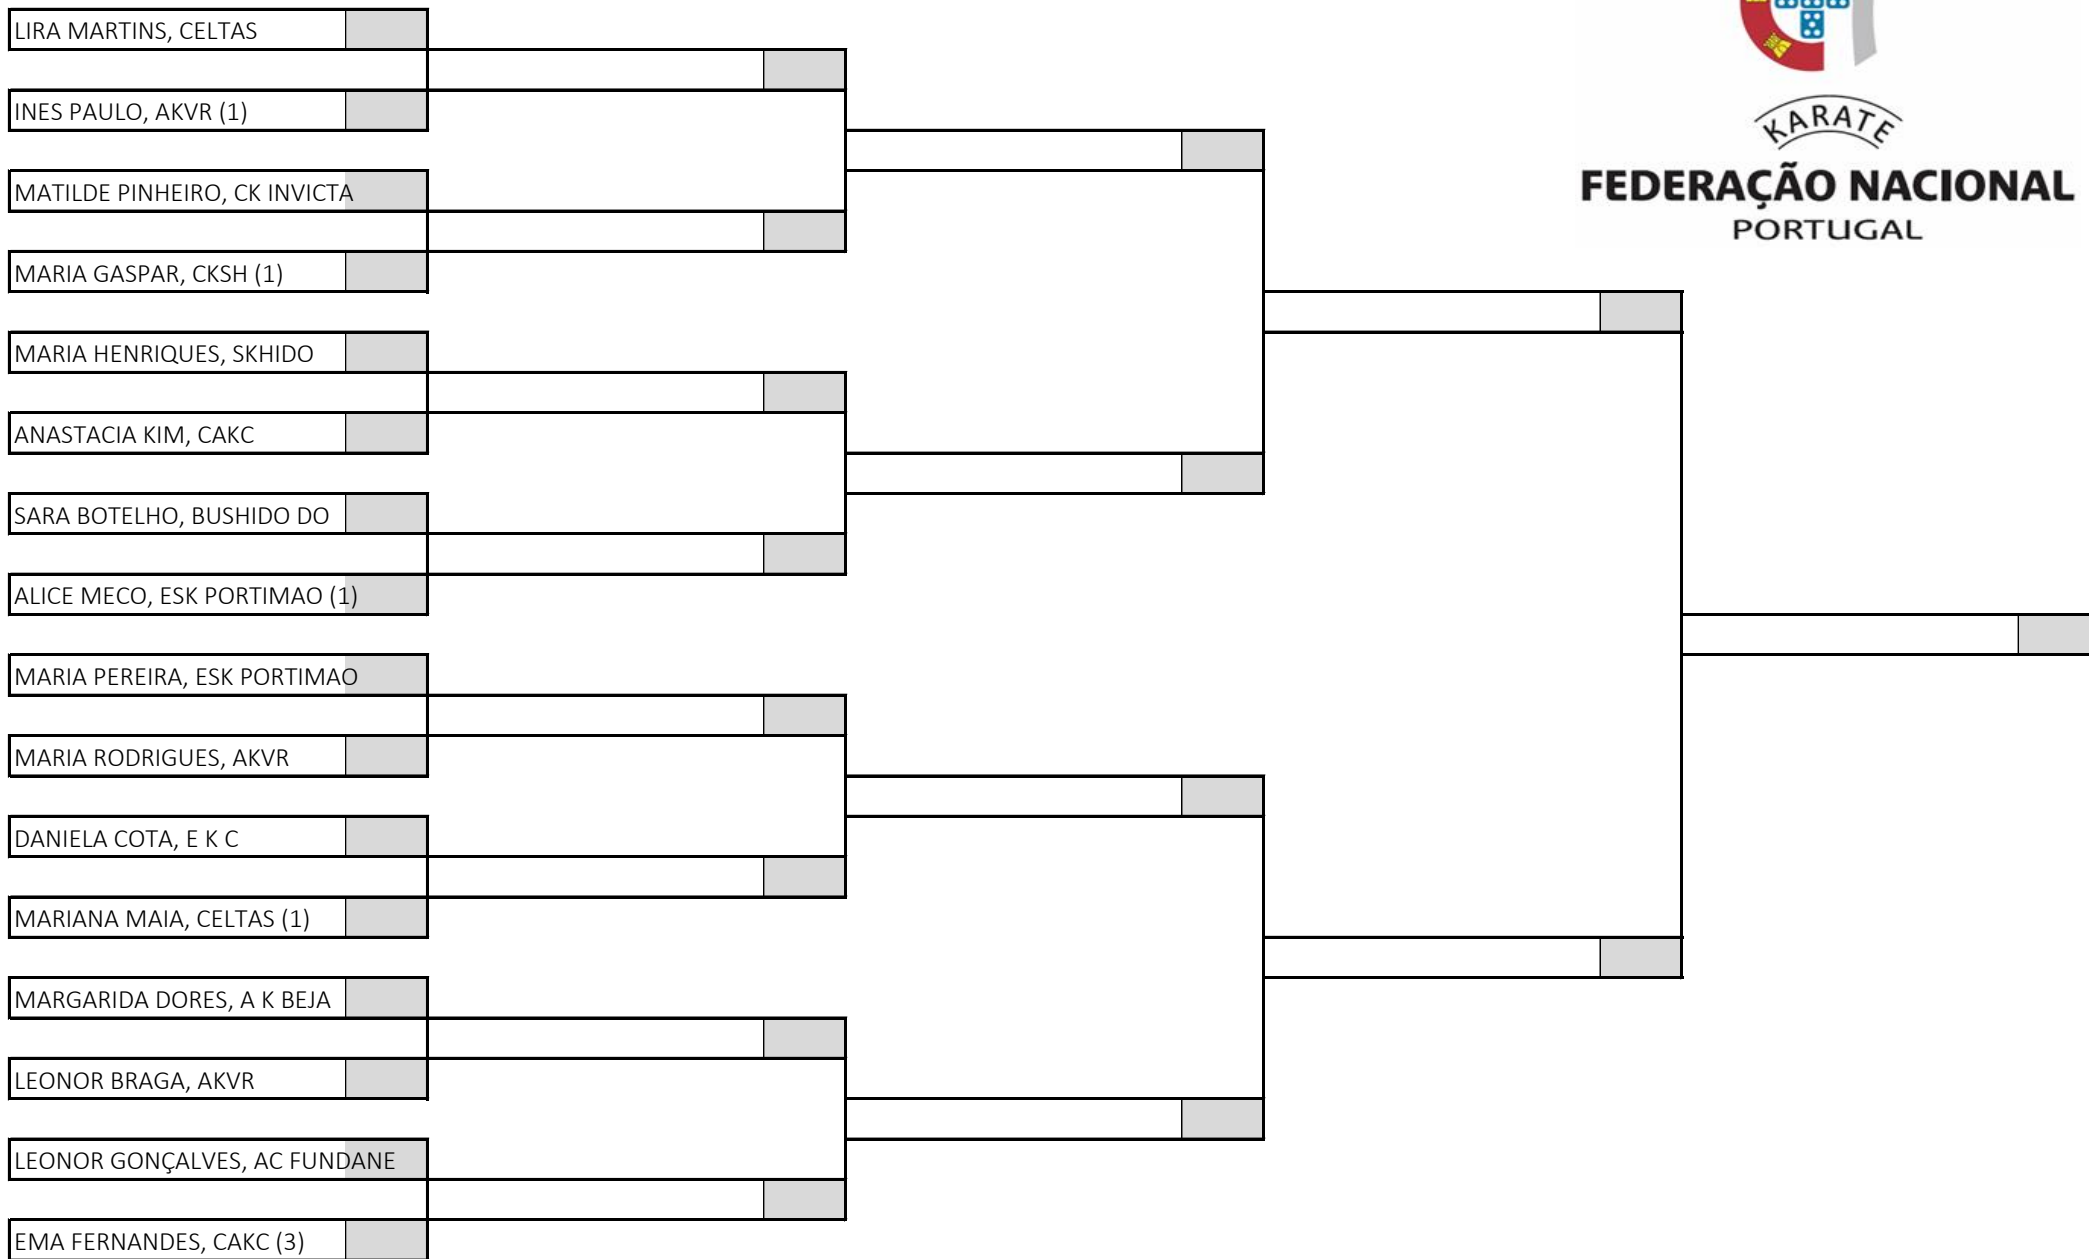 LIRA MARTINS, CELTAS
INES PAULO, AKVR (1)
MATILDE PINHEIRO, CK INVICTA
MARIA GASPAR, CKSH (1)
MARIA HENRIQUES, SKHIDO
ANASTACIA KIM, CAKC
SARA BOTELHO, BUSHIDO DO
ALICE MECO, ESK PORTIMAO (1)
MARIA PEREIRA, ESK PORTIMAO
MARIA RODRIGUES, AKVR
DANIELA COTA, E K C
MARIANA MAIA, CELTAS (1)
MARGARIDA DORES, A K BEJA
LEONOR BRAGA, AKVR
LEONOR GONÇALVES, AC FUNDANE
EMA FERNANDES, CAKC (3)
KARATE
FEDERAÇÃO NACIONAL
PORTUGAL